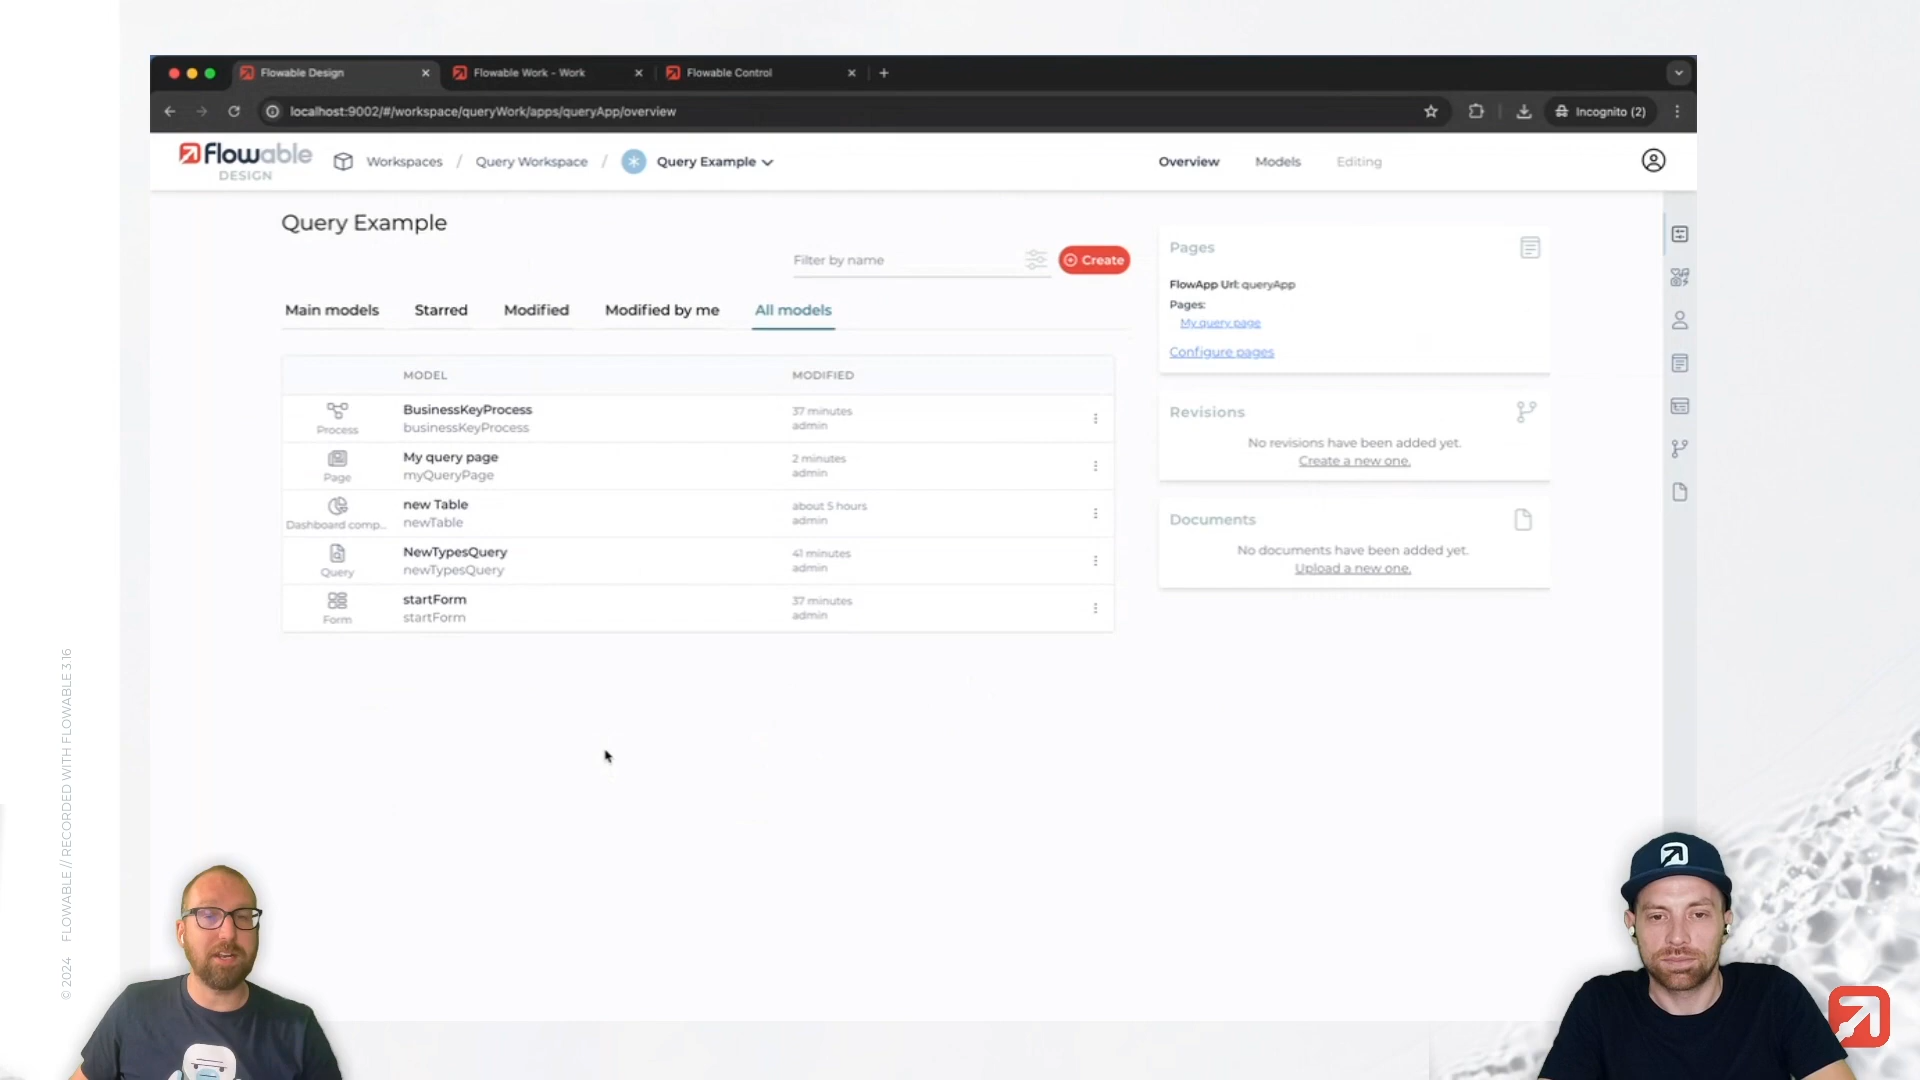 Flowable Design
Flowable Work - Work
Flowable Control
localhost:9002/#/workspace/queryWork/apps/queryApp/overview
Incognito (2)
flowable
DESIGN
Workspaces / Query Workspace / Query Example
Overview
Models
Editing
Query Example
Filter by name
Create
Main models
Starred
Modified
Modified by me
All models
MODEL
MODIFIED
Process
BusinessKeyProcess
businessKeyProcess
37 minutes
admin
Page
My query page
myQueryPage
2 minutes
admin
Dashboard comp...
new Table
newTable
about 5 hours
admin
Query
NewTypesQuery
newTypesQuery
41 minutes
admin
Form
startForm
startForm
37 minutes
admin
Pages
FlowApp Url: queryApp
Pages:
My query page
Configure pages
Revisions
No revisions have been added yet.
Create a new one.
Documents
No documents have been added yet.
Upload a new one.
© 2024 FLOWABLE // RECORDED WITH FLOWABLE 3.16